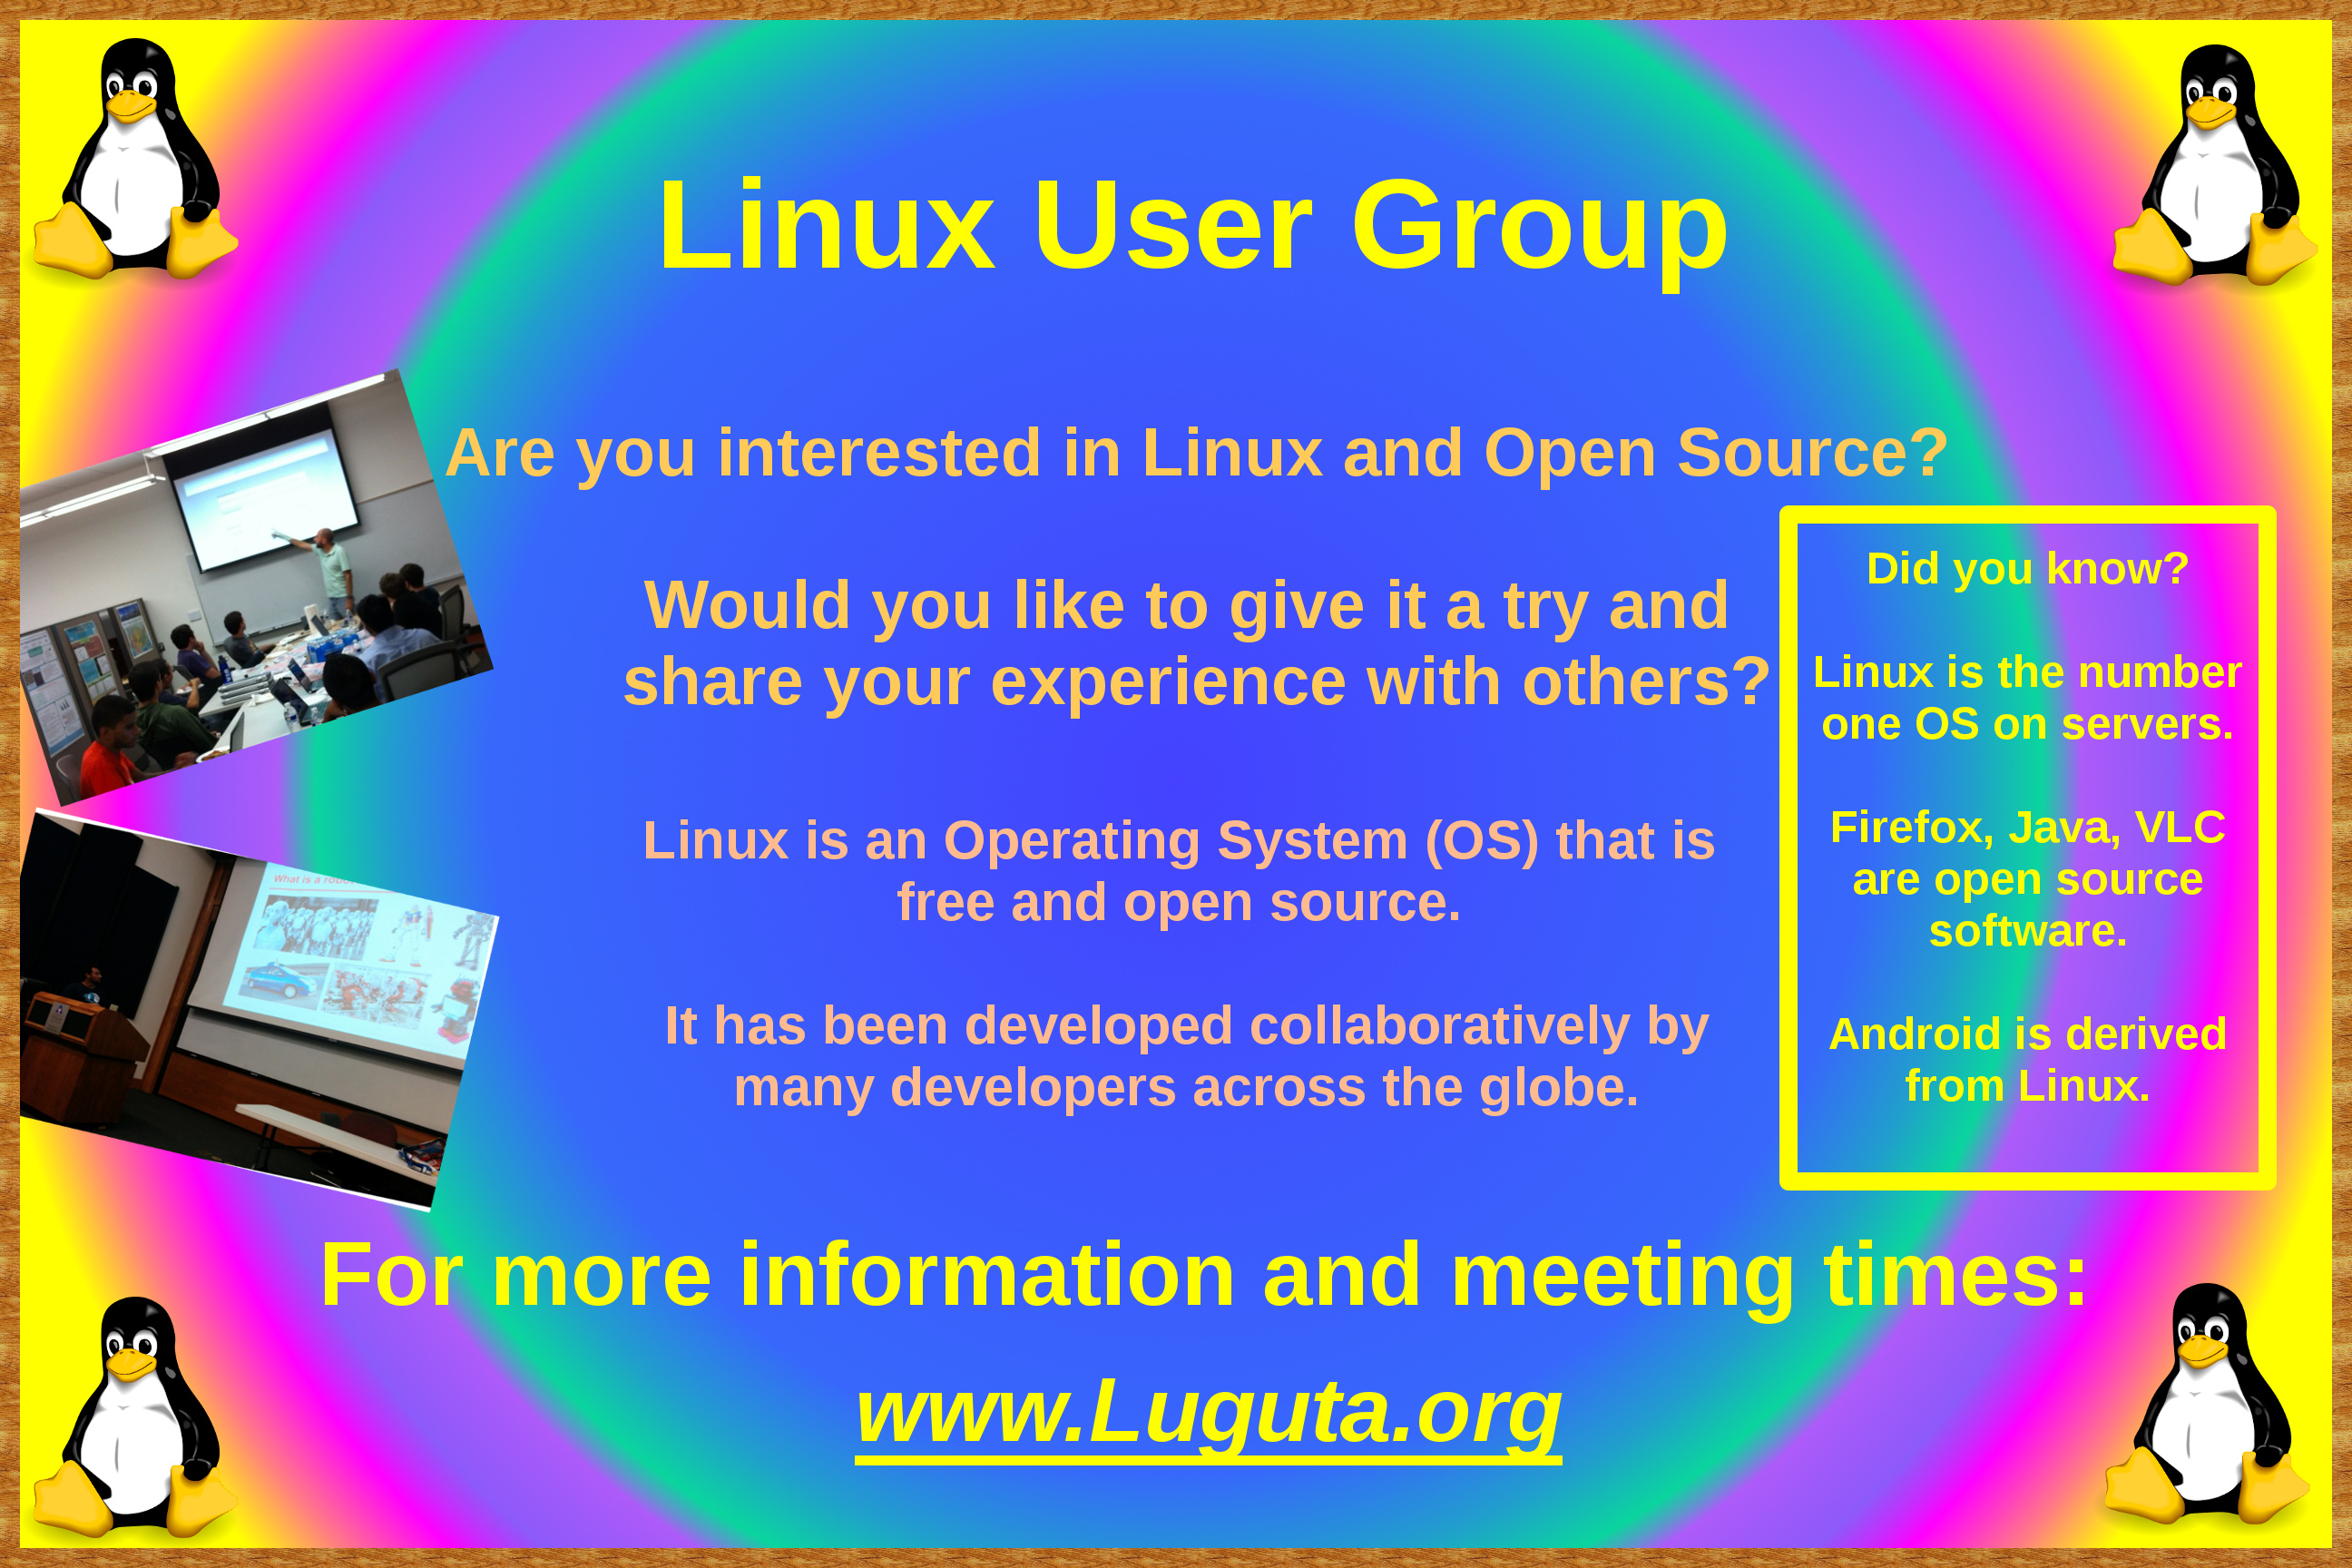 Linux User Group
Are you interested in Linux and Open Source?
Would you like to give it a try and
share your experience with others?
Linux is an Operating System (OS) that is
free and open source.
It has been developed collaboratively by
many developers across the globe.
Did you know?
Linux is the number
one OS on servers.
Firefox, Java, VLC
are open source
software.
Android is derived
from Linux.
What is a
For more information and meeting times:
www.Luguta.org